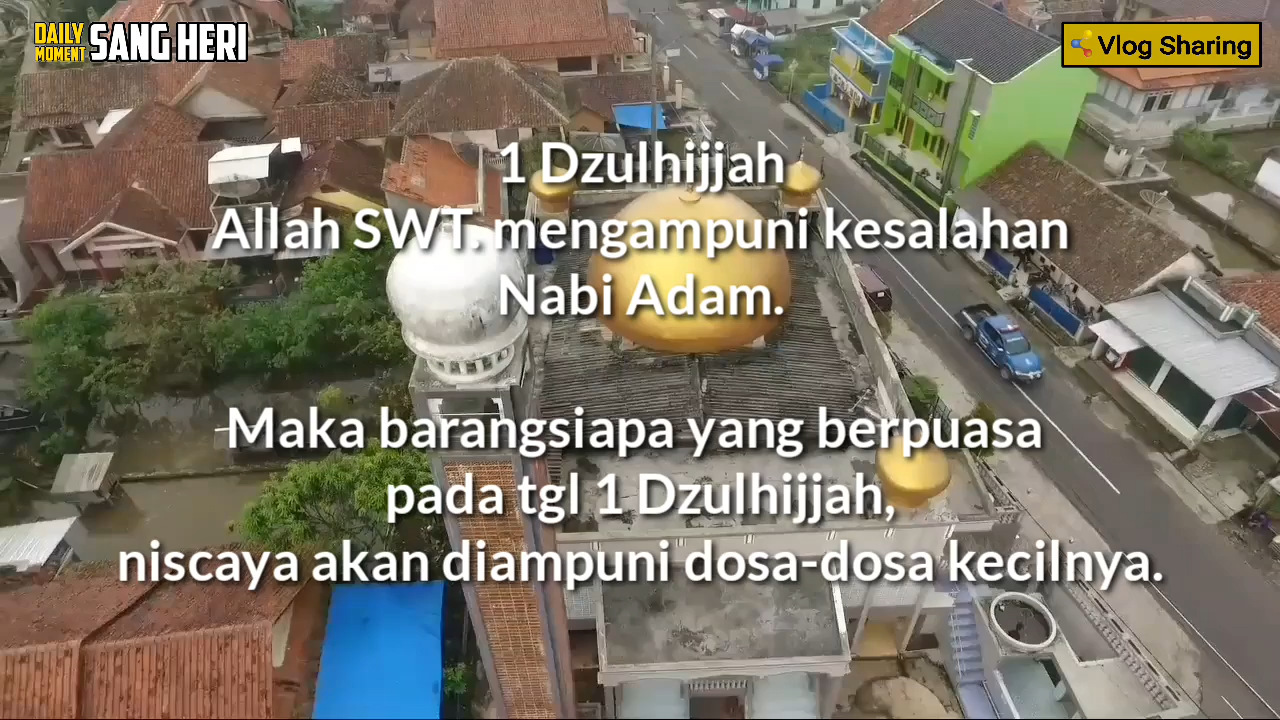 DAILY
MOMENT SANG HERI
Vlog Sharing
1 Dzulhijjah
Allah SWT. mengampuni kesalahan
Nabi Adam.
Maka barangsiapa yang berpuasa
pada tgl 1 Dzulhijjah,
niscaya akan diampuni dosa-dosa kecilnya.